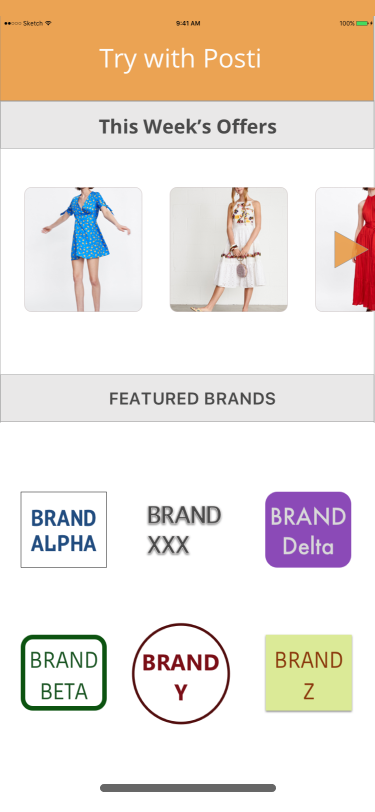 Sketch
9:41 AM
100%
Try with Posti
This Week's Offers
FEATURED BRANDS
BRAND
ALPHA
BRAND
XXX
BRAND
Delta
BRAND
BETA
BRAND
Y
BRAND
Z